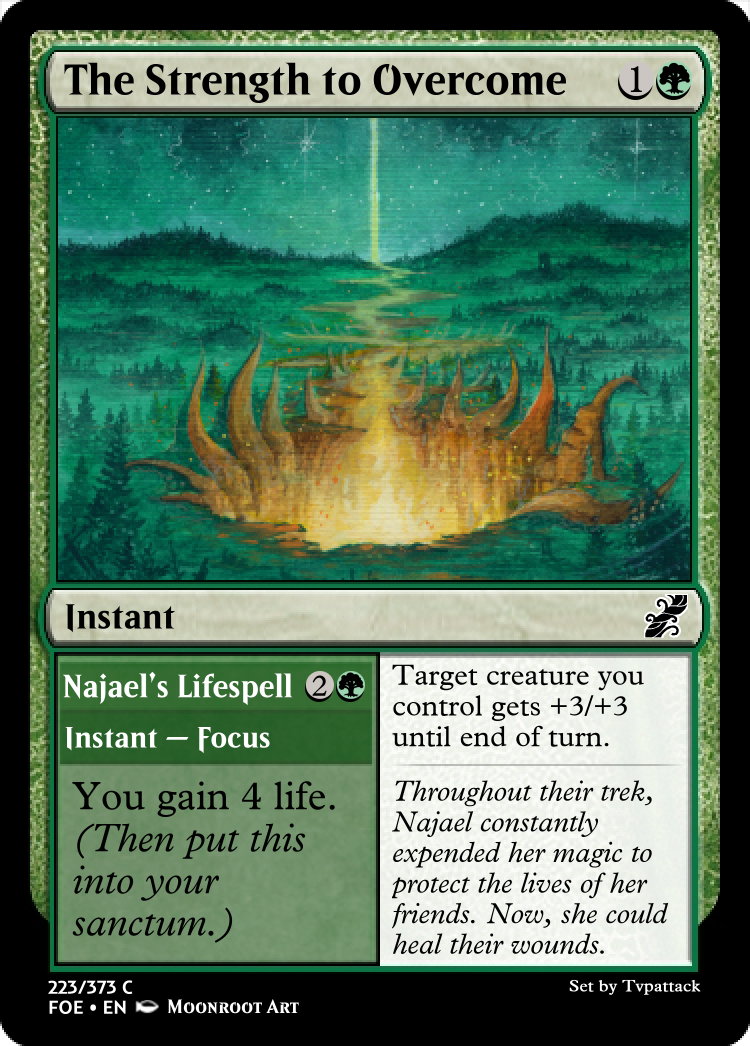 The Strength to Overcome 1
Instant
Najael's Lifespell 2
Instant — Focus
You gain 4 life.
(Then put this
into your
sanctum.)
Target creature you
control gets +3/+3
until end of turn.
Throughout their trek,
Najael constantly
expended her magic to
protect the lives of her
friends. Now, she could
heal their wounds.
223/373 C
FOE • EN Moonroot Art
Set by Tvpattack